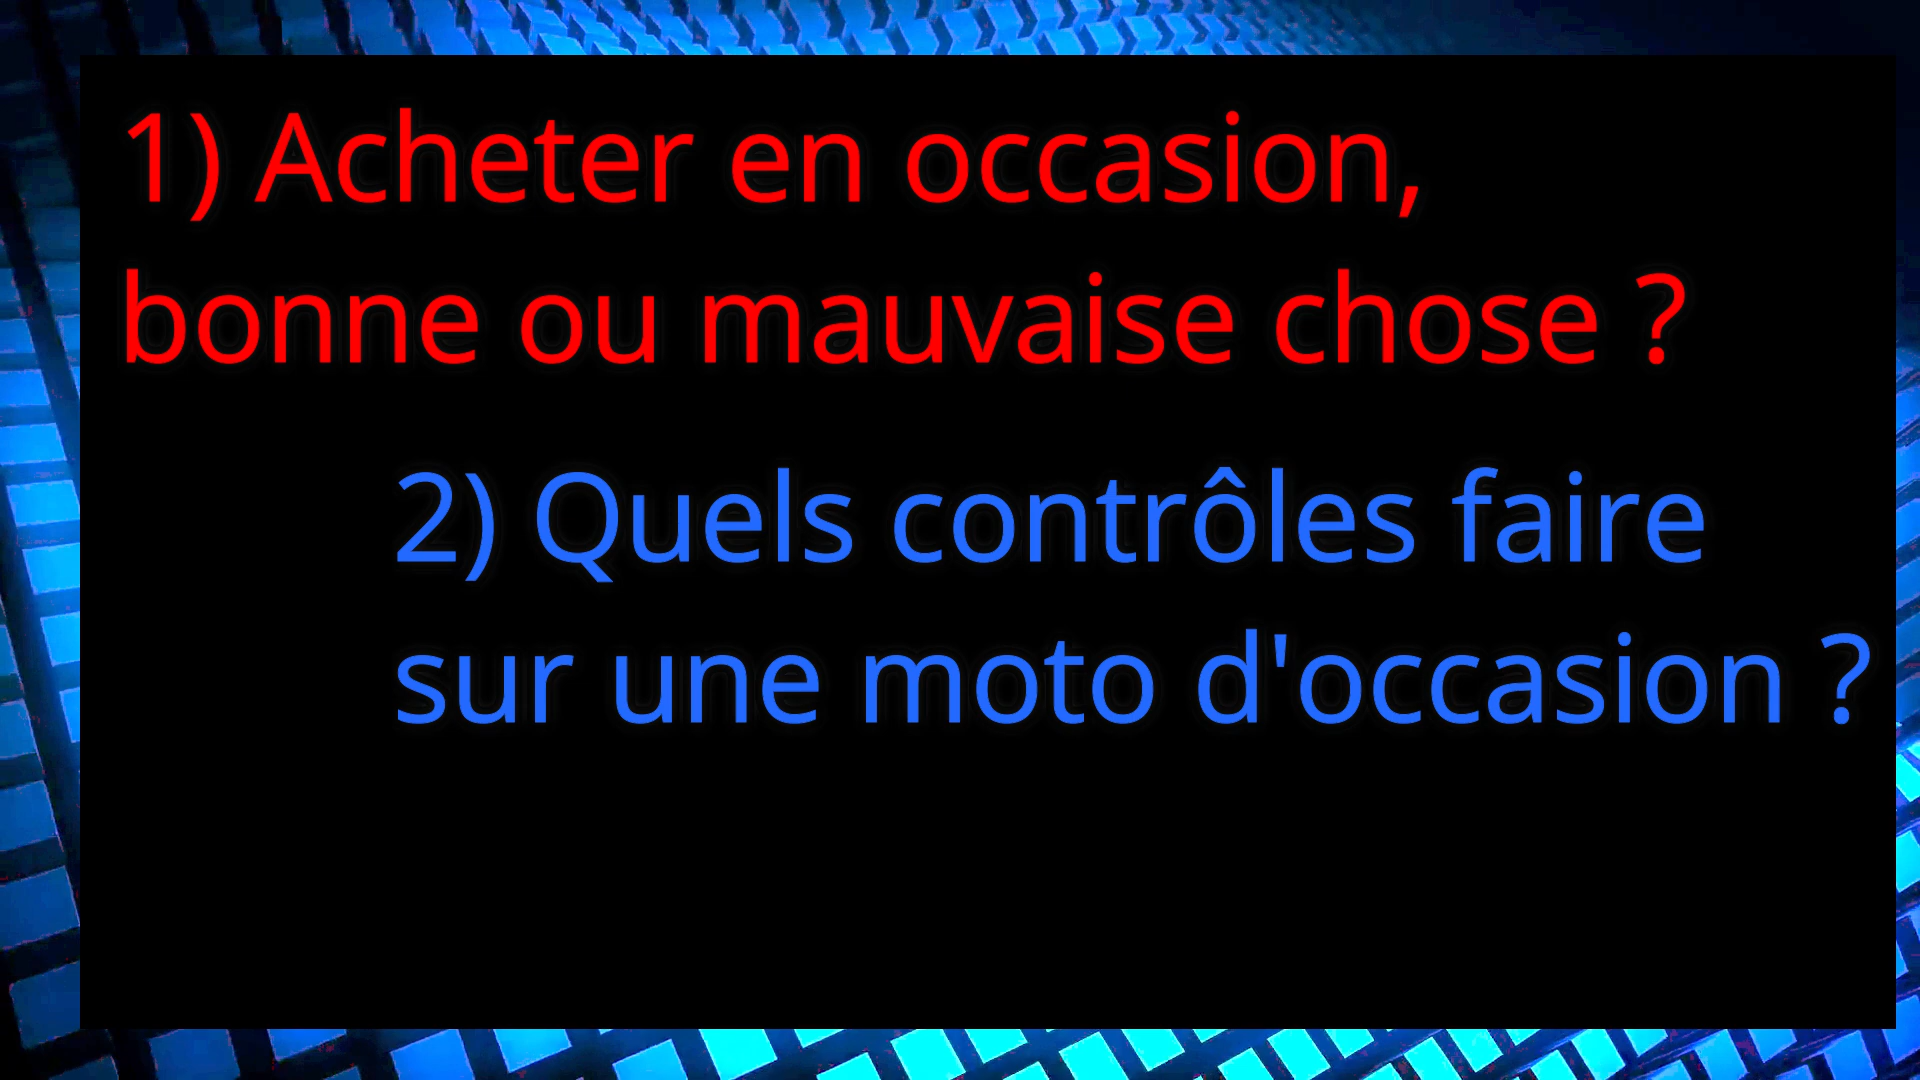 1) Acheter en occasion,
bonne ou mauvaise chose ?
2) Quels contrôles faire
sur une moto d'occasion ?